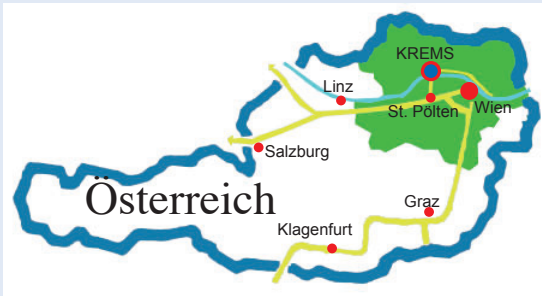 KREMS
Linz
St. Pölten
Wien
Salzburg
Österreich
Graz
Klagenfurt